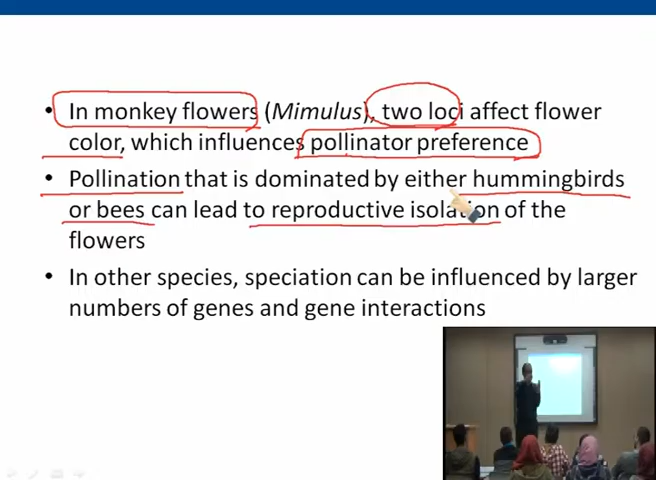 • In monkey flowers (Mimulus), two loci affect flower
color, which influences pollinator preference
• Pollination that is dominated by either hummingbirds
or bees can lead to reproductive isolation of the
flowers
• In other species, speciation can be influenced by larger
numbers of genes and gene interactions